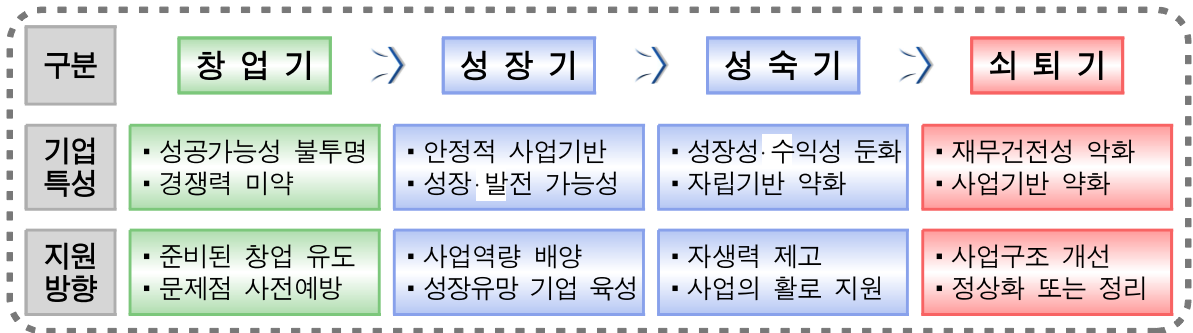 구분 창 업 기 성 장 기 성 숙 기 쇠 퇴 기
기업
특성
▪ 성공가능성 불투명
▪ 경쟁력 미약
▪ 안정적 사업기반
▪ 성장·발전 가능성
▪ 성장성·수익성 둔화
▪ 자립기반 약화
▪ 재무건전성 악화
▪ 사업기반 약화
지원
방향
▪ 준비된 창업 유도
▪ 문제점 사전예방
▪ 사업역량 배양
▪ 성장유망 기업 육성
▪ 자생력 제고
▪ 사업의 활로 지원
▪ 사업구조 개선
▪ 정상화 또는 정리